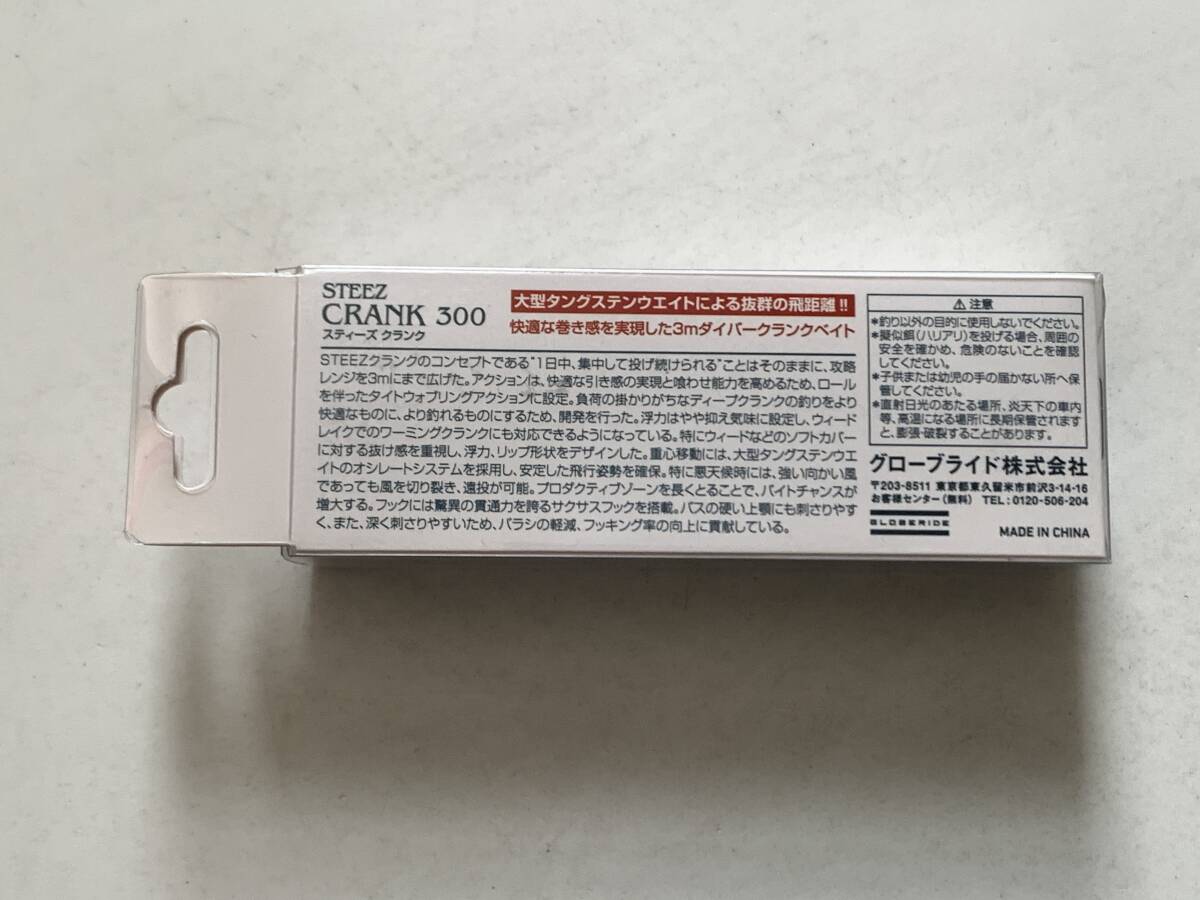 STEEZ
CRANK 300
スティーズ クランク
大型タングステンウエイトによる抜群の飛距離!!
快適な巻き感を実現した3mダイバークランクベイト
STEEZクランクのコンセプトである"1日中、集中して投げ続けられる"ことはそのままに、攻略
レンジを3mにまで広げた。アクションは、快適な引き感の実現と喰わせ能力を高めるため、ロール
を伴ったタイトウォブリングアクションに設定。負荷の掛かりがちなディープクランクの釣りをより
快適なものに、より釣れるものにするため、開発を行った。浮力はやや抑え気味に設定し、ウィード
レイクでのワーミングクランクにも対応できるようになっている。特にウィードなどのソフトカバー
に対する抜け感を重視し、浮力、リップ形状をデザインした。重心移動には、大型タングステンウエ
イトのオシレートシステムを採用し、安定した飛行姿勢を確保。特に悪天候時には、強い向かい風
であっても風を切り裂き、遠投が可能。プロダクティブゾーンを長くとることで、バイトチャンスが
増大する。フックには驚異の貫通力を誇るサクサスフックを搭載。バスの硬い上顎にも刺さりやす
く、また、深く刺さりやすいため、バラシの軽減、フッキング率の向上に貢献している。
⚠ 注意
*釣り以外の目的に使用しないでください。
*疑似餌(ハリアリ)を投げる場合、周囲の
安全を確かめ、危険のないことを確認
してください。
*子供または幼児の手の届かない所へ保
管してください。
*直射日光のあたる場所、炎天下の車内
等、高温になる場所に長期保管されます
と、膨張・破裂することがあります。
グローブライド株式会社
〒203-8511 東京都東久留米市前沢3-14-16
お客様センター(無料) TEL:0120-506-204
GLOBERIDE
MADE IN CHINA